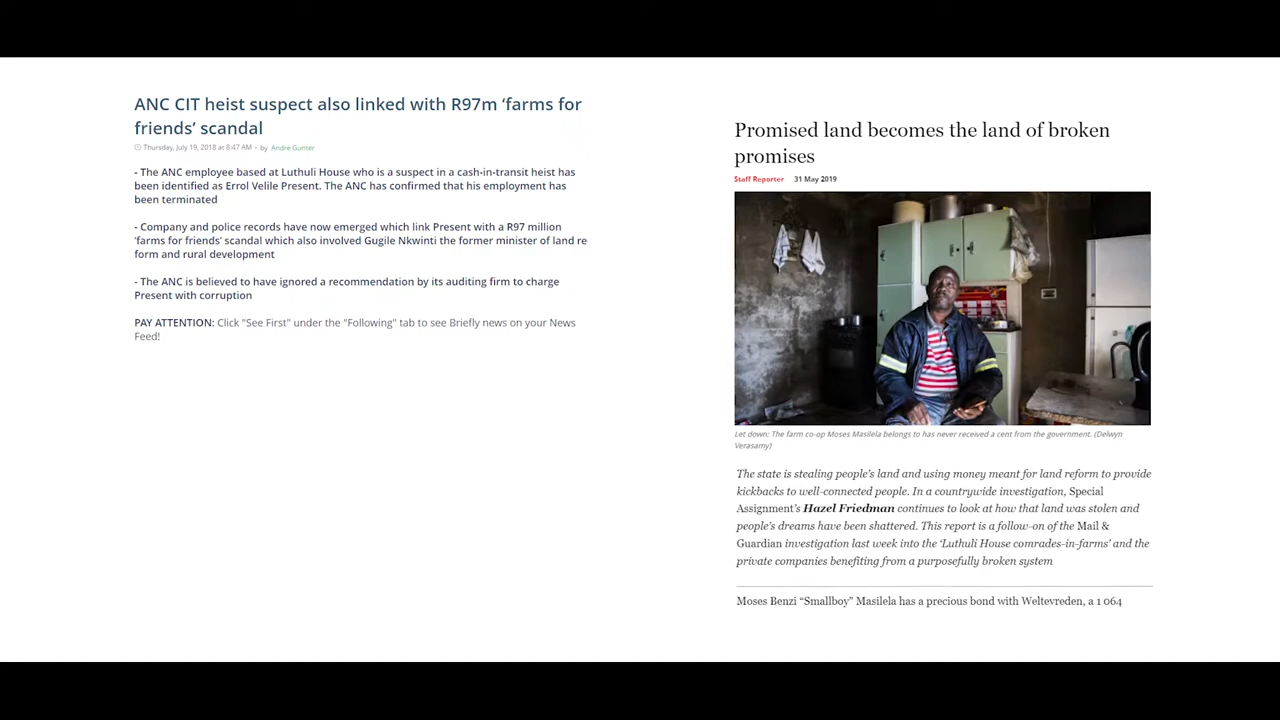 ANC CIT heist suspect also linked with R97m ‘farms for
friends’ scandal
Thursday, July 19, 2018 at 8:47 AM • by Andre Gunter
- The ANC employee based at Luthuli House who is a suspect in a cash-in-transit heist has
been identified as Errol Velile Present. The ANC has confirmed that his employment has
been terminated
- Company and police records have now emerged which link Present with a R97 million
‘farms for friends’ scandal which also involved Gugile Nkwinti the former minister of land re
form and rural development
- The ANC is believed to have ignored a recommendation by its auditing firm to charge
Present with corruption
PAY ATTENTION: Click "See First" under the "Following" tab to see Briefly news on your News
Feed!
Promised land becomes the land of broken
promises
Staff Reporter 31 May 2019
Let down: The farm co-op Moses Masilela belongs to has never received a cent from the government. (Delwyn
Verasamy)
The state is stealing people’s land and using money meant for land reform to provide
kickbacks to well-connected people. In a countrywide investigation, Special
Assignment’s Hazel Friedman continues to look at how that land was stolen and
people’s dreams have been shattered. This report is a follow-on of the Mail &
Guardian investigation last week into the ‘Luthuli House comrades-in-farms’ and the
private companies benefiting from a purposefully broken system
Moses Benzi “Smallboy” Masilela has a precious bond with Weltevreden, a 1 064